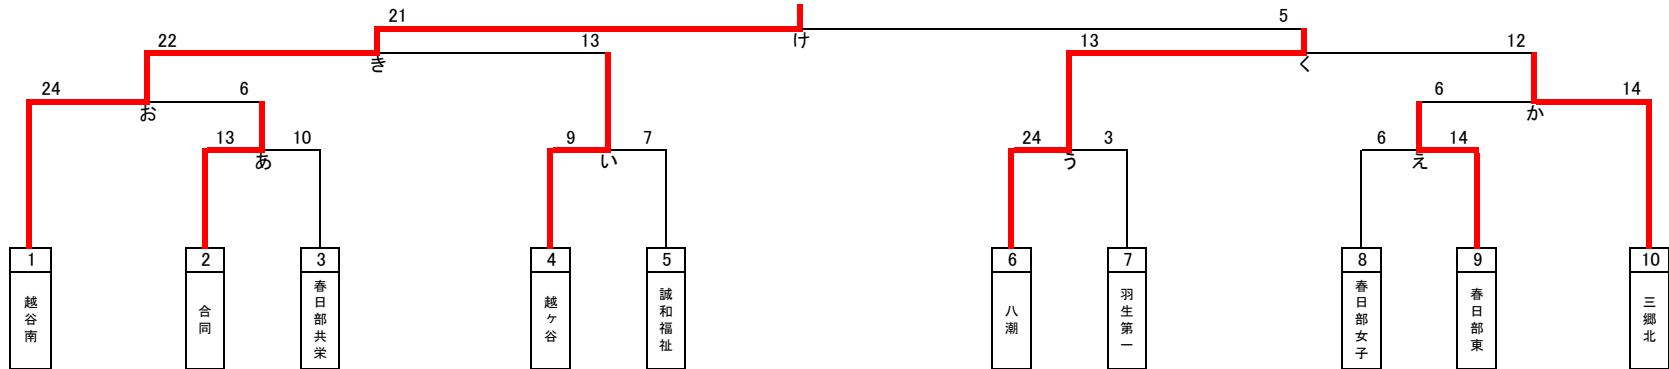 21 5
け
22 13 13 12
き く
24 6 6 14
お か
13 10 9 7 24 3 6 14
あ い う え
1 2 3 4 5 6 7 8 9 10
越谷南
合同
春日部共栄
越ヶ谷
誠和福祉
八潮
羽生第一
春日部女子
春日部東
三郷北